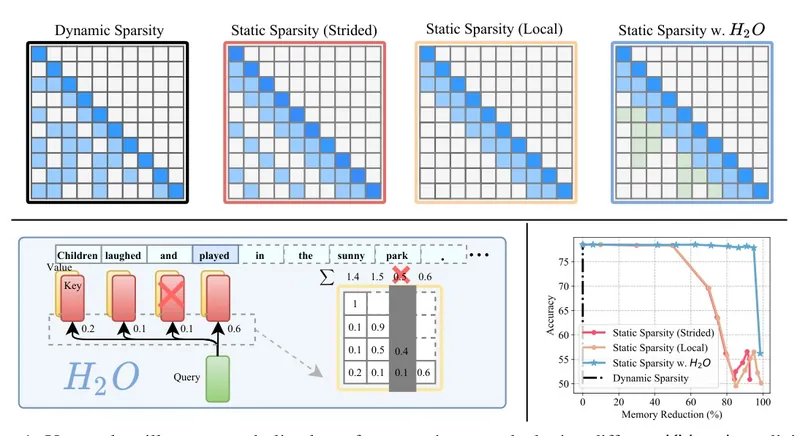 Dynamic Sparsity
Static Sparsity (Strided)
Static Sparsity (Local)
Static Sparsity w. H₂O
Children laughed and played in the sunny park . ...
Value
Key
∑ 1.4 1.5 0.5 0.6
1
0.1 0.9
0.1 0.5 0.4
0.2 0.1 0.1 0.6
0.2 0.1 0.1 0.6
H₂O
Query
Accuracy
75
70
65
60
55
50
Static Sparsity (Strided)
Static Sparsity (Local)
Static Sparsity w. H₂O
Dynamic Sparsity
0 20 40 60 80 100
Memory Reduction (%)